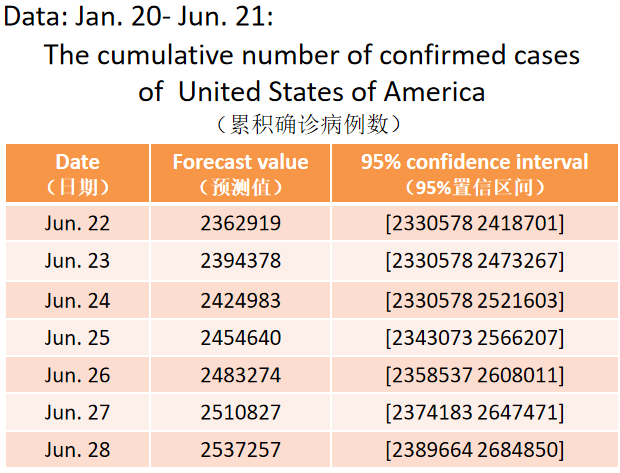 Data: Jan. 20- Jun. 21:
The cumulative number of confirmed cases
of United States of America
（累积确诊病例数）
Date Forecast value 95% confidence interval
（日期） （预测值） （95%置信区间）
Jun. 22 2362919 [2330578 2418701]
Jun. 23 2394378 [2330578 2473267]
Jun. 24 2424983 [2330578 2521603]
Jun. 25 2454640 [2343073 2566207]
Jun. 26 2483274 [2358537 2608011]
Jun. 27 2510827 [2374183 2647471]
Jun. 28 2537257 [2389664 2684850]